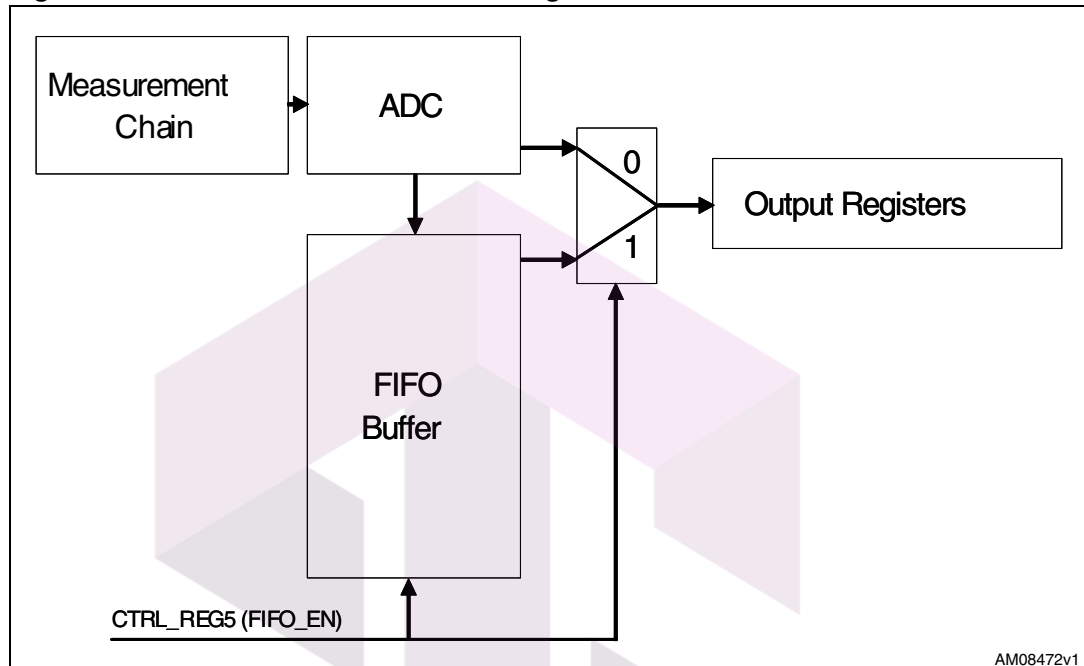 Measurement
Chain
ADC
0
1
Output Registers
FIFO
Buffer
CTRL_REG5 (FIFO_EN)
AM08472v1